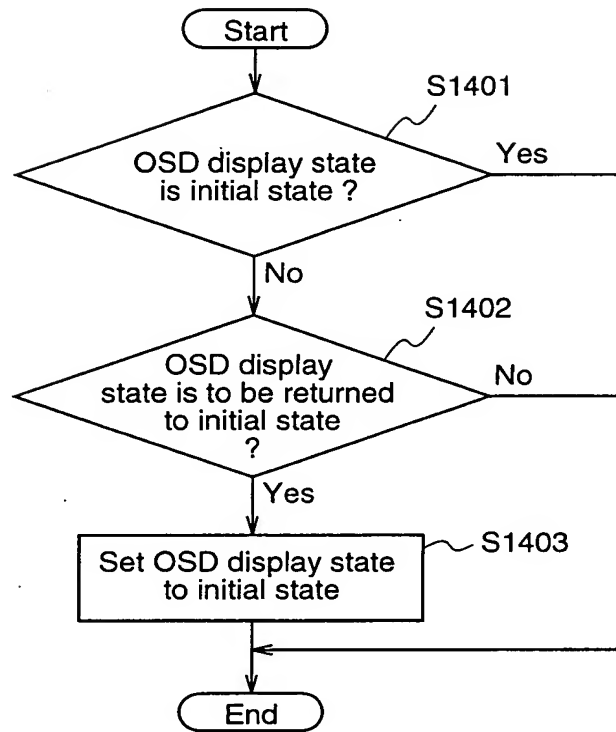 Start
S1401
OSD display state
is initial state ?
Yes
No
S1402
OSD display
state is to be returned
to initial state
?
No
Yes
S1403
Set OSD display state
to initial state
End